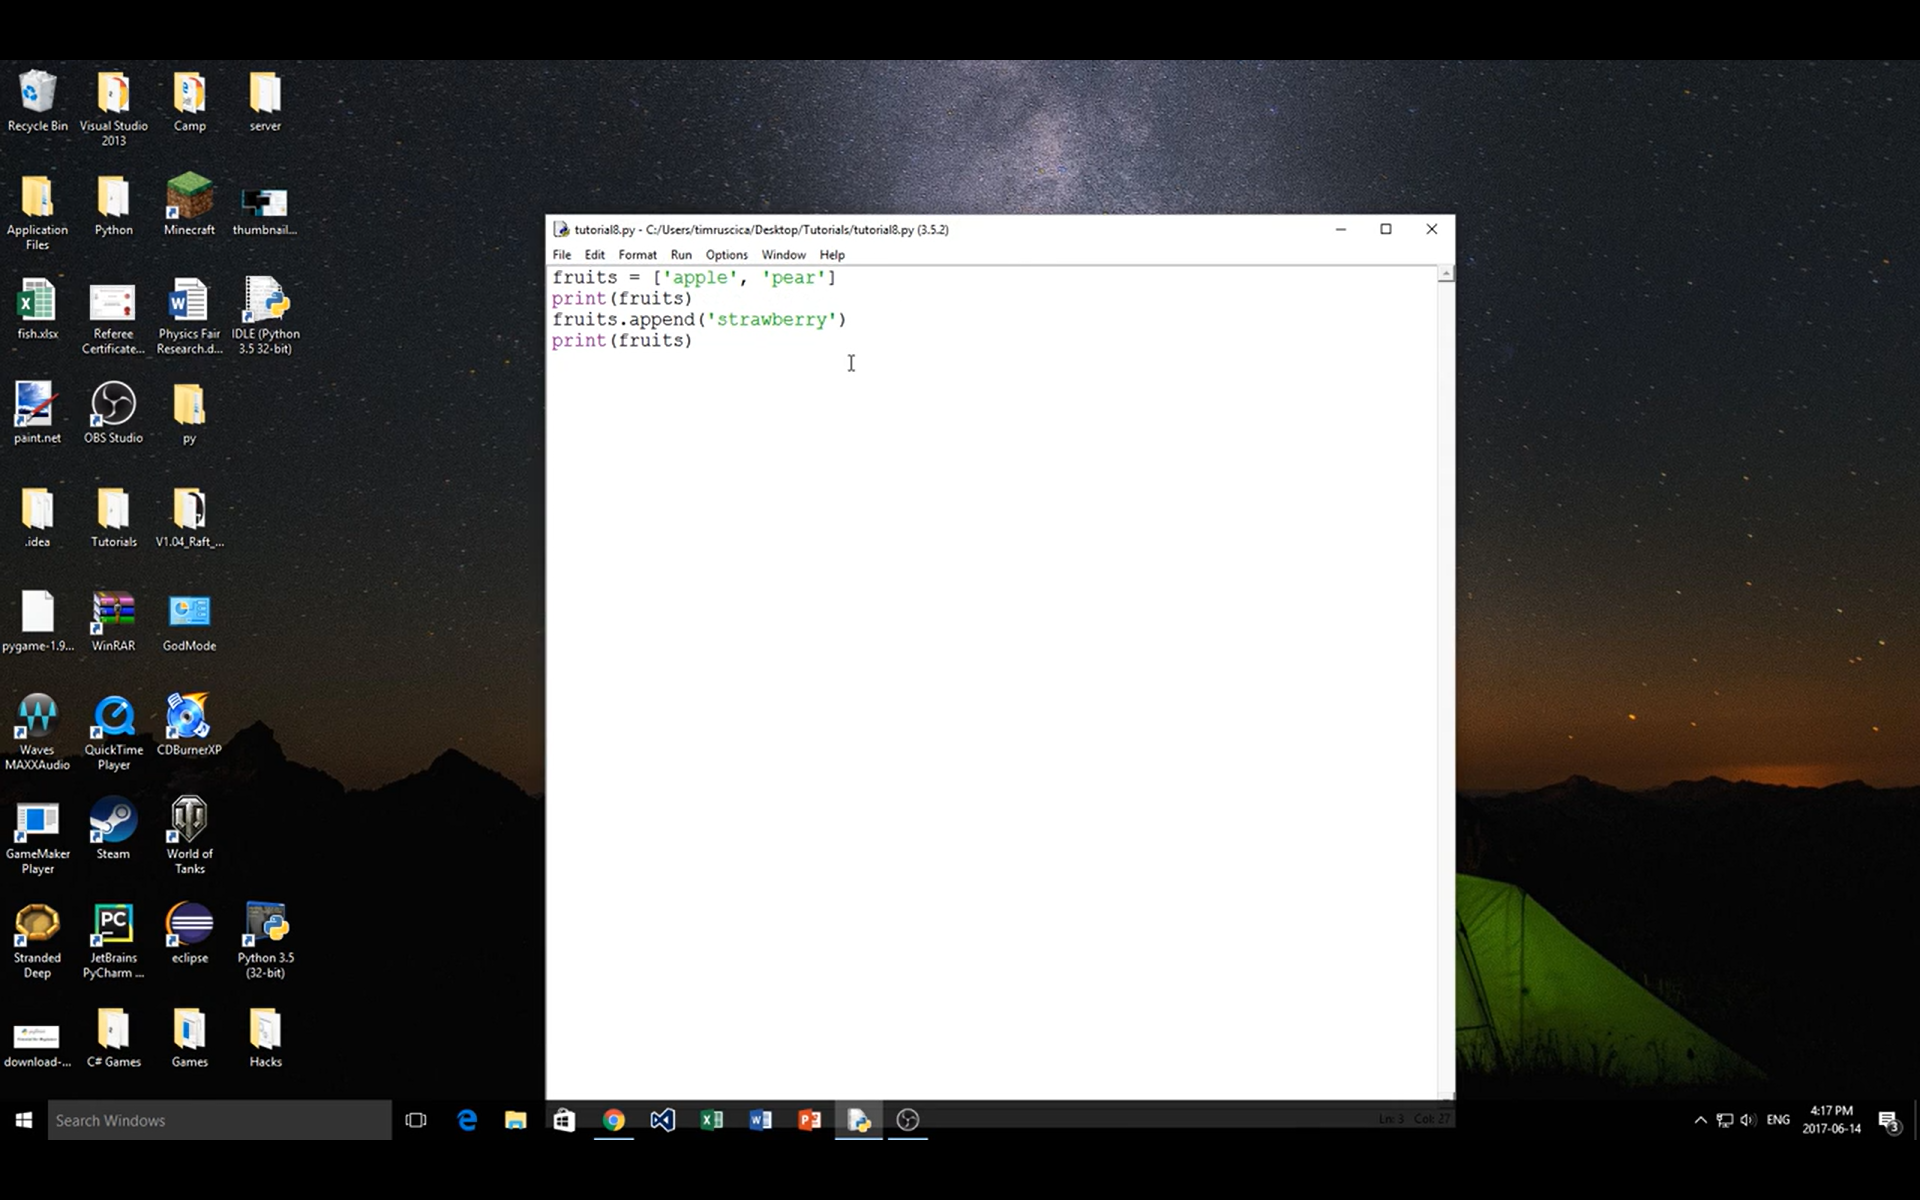 Recycle Bin
Visual Studio
2013
Camp
server
Application
Files
Python
Minecraft
thumbnail...
fish.xlsx
Referee
Certificate...
Physics Fair
Research.d...
IDLE (Python
3.5 32-bit)
paint.net
OBS Studio
py
.idea
Tutorials
V1.04_Raft_...
pygame-1.9...
WinRAR
GodMode
Waves
MAXXAudio
QuickTime
Player
CDBurnerXP
GameMaker
Player
Steam
World of
Tanks
Stranded
Deep
JetBrains
PyCharm ...
eclipse
Python 3.5
(32-bit)
download-...
C# Games
Games
Hacks
tutorial8.py - C:/Users/timruscica/Desktop/Tutorials/tutorial8.py (3.5.2)
File Edit Format Run Options Window Help
fruits = ['apple', 'pear']
print(fruits)
fruits.append('strawberry')
print(fruits)
Ln: 3 Col: 27
Search Windows
ENG
4:17 PM
2017-06-14
3